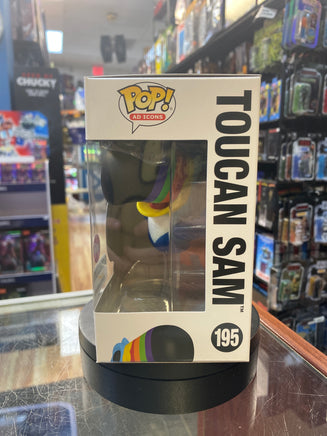 POP!
AD ICONS
TOUCAN SAM™
195
CHUCKY